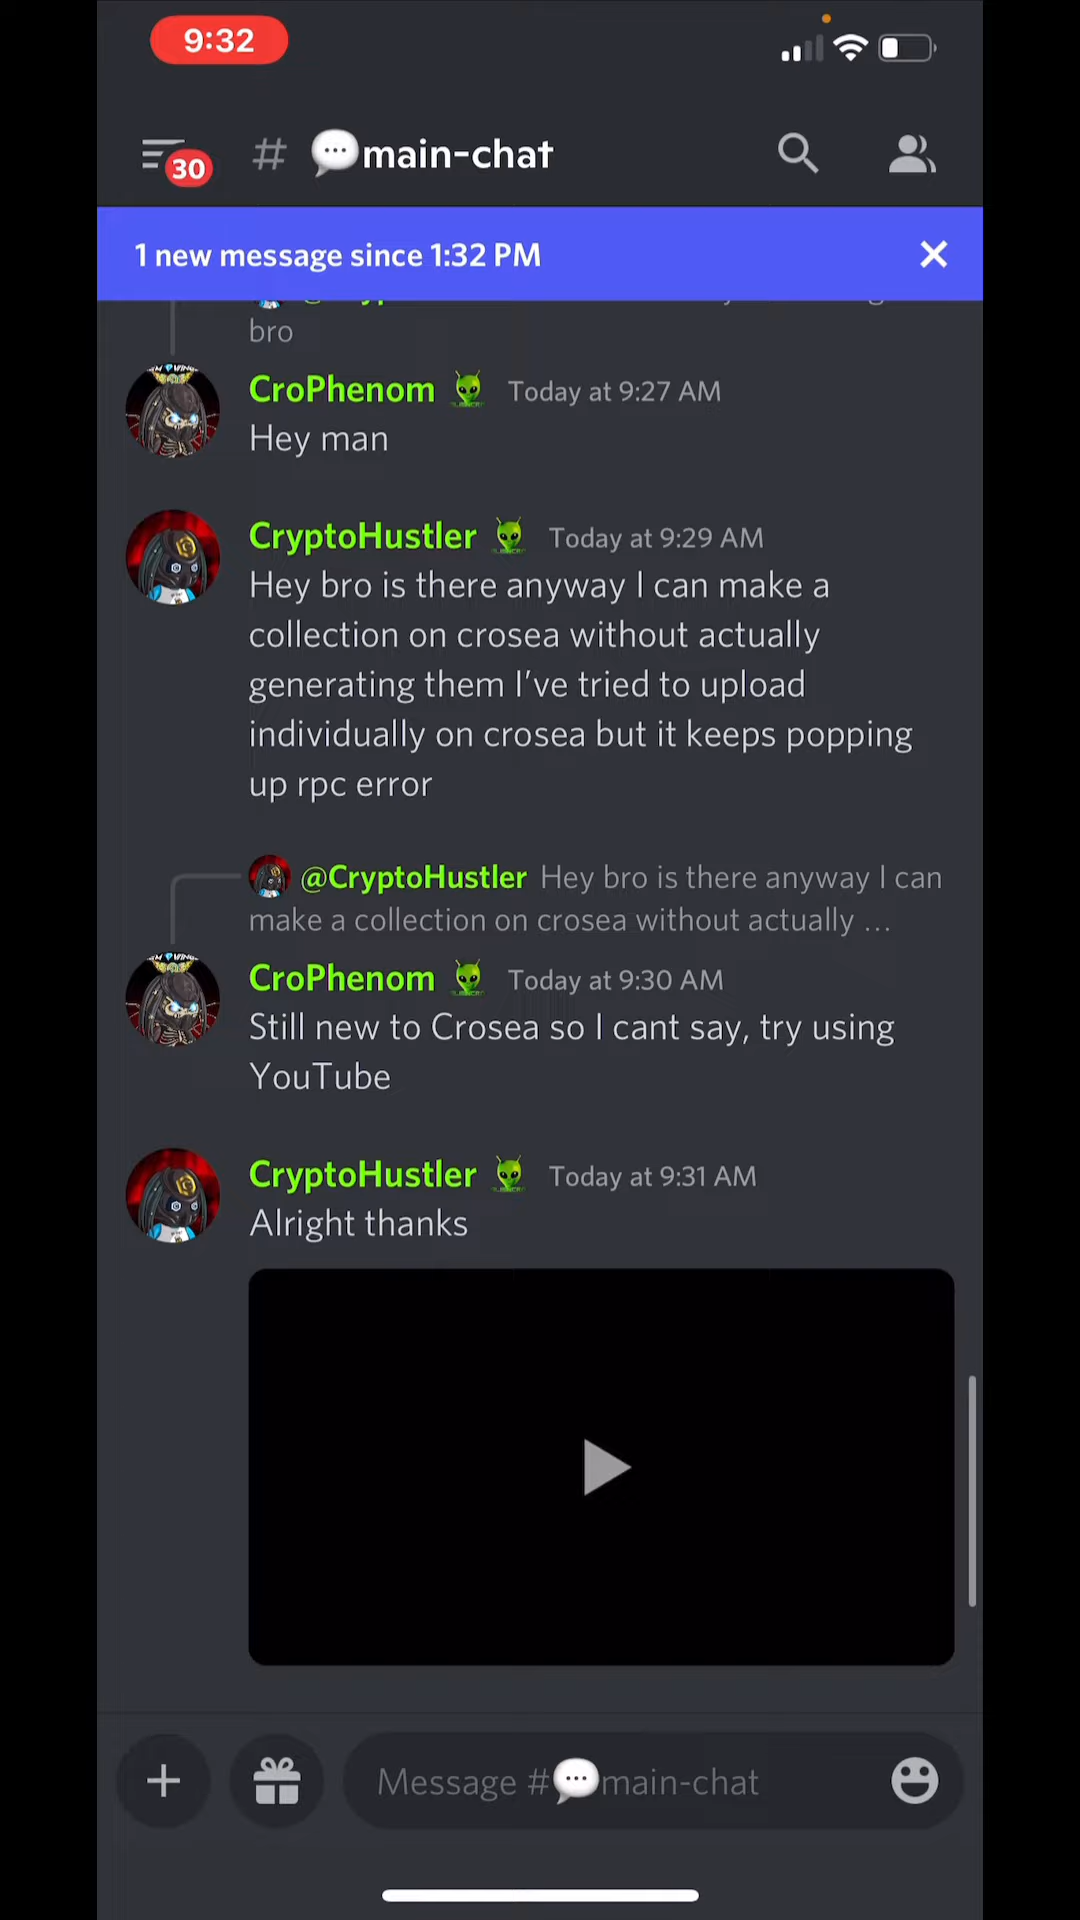 9:32
30
# 💬main-chat
1 new message since 1:32 PM
bro
CroPhenom Today at 9:27 AM
Hey man
CryptoHustler Today at 9:29 AM
Hey bro is there anyway I can make a
collection on crosea without actually
generating them I’ve tried to upload
individually on crosea but it keeps popping
up rpc error
@CryptoHustler Hey bro is there anyway I can
make a collection on crosea without actually ...
CroPhenom Today at 9:30 AM
Still new to Crosea so I cant say, try using
YouTube
CryptoHustler Today at 9:31 AM
Alright thanks
Message #💬main-chat